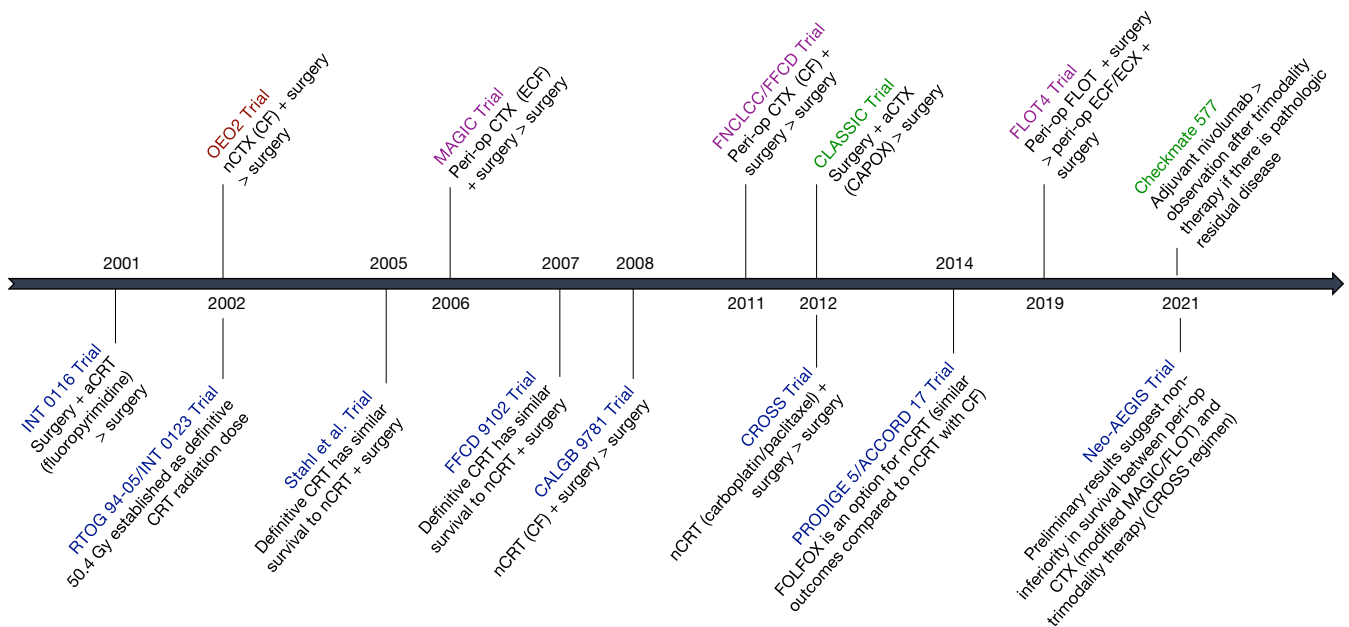 OEO2 Trial
nCTX (CF) + surgery
> surgery
MAGIC Trial
Peri-op CTX (ECF)
+ surgery > surgery
FNCLCC/FFCD Trial
Peri-op CTX (CF) +
surgery > surgery
CLASSIC Trial
Surgery + aCTX
(CAPOX) > surgery
FLOT4 Trial
Peri-op FLOT + surgery
> peri-op ECF/ECX +
surgery
Checkmate 577
Adjuvant nivolumab >
observation after trimodality
therapy if there is pathologic
residual disease
2001
2005
2007
2008
2014
2002
2006
2011
2012
2019
2021
INT 0116 Trial
Surgery + aCRT
(fluoropyrimidine)
> surgery
RTOG 94-05/INT 0123 Trial
50.4 Gy established as definitive
CRT radiation dose
Stahl et al. Trial
Definitive CRT has similar
survival to nCRT + surgery
FFCD 9102 Trial
Definitive CRT has similar
survival to nCRT + surgery
CALGB 9781 Trial
nCRT (CF) + surgery > surgery
CROSS Trial
nCRT (carboplatin/paclitaxel) +
surgery > surgery
PRODIGE 5/ACCORD 17 Trial
FOLFOX is an option for nCRT (similar
outcomes compared to nCRT with CF)
Neo-AEGIS Trial
Preliminary results suggest non-
inferiority in survival between peri-op
CTX (modified MAGIC/FLOT) and
trimodality therapy (CROSS regimen)